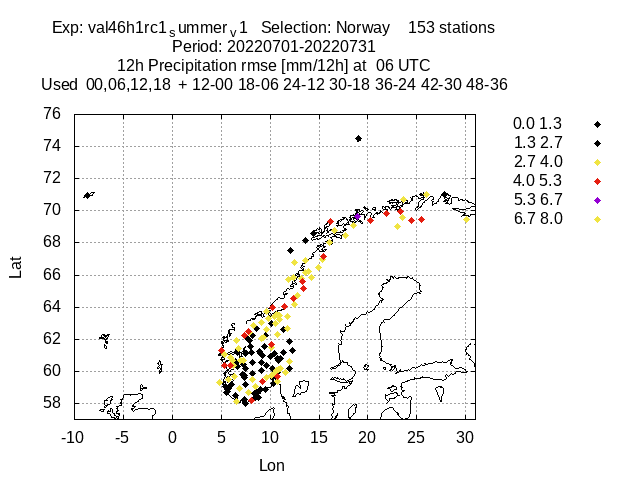 Exp: val46h1rc1summerv1 Selection: Norway 153 stations
Period: 20220701-20220731
12h Precipitation rmse [mm/12h] at 06 UTC
Used 00,06,12,18 + 12-00 18-06 24-12 30-18 36-24 42-30 48-36
76
74
72
70
68
66
64
62
60
58
Lat
-10 -5 0 5 10 15 20 25 30
Lon
0.0 1.3
1.3 2.7
2.7 4.0
4.0 5.3
5.3 6.7
6.7 8.0